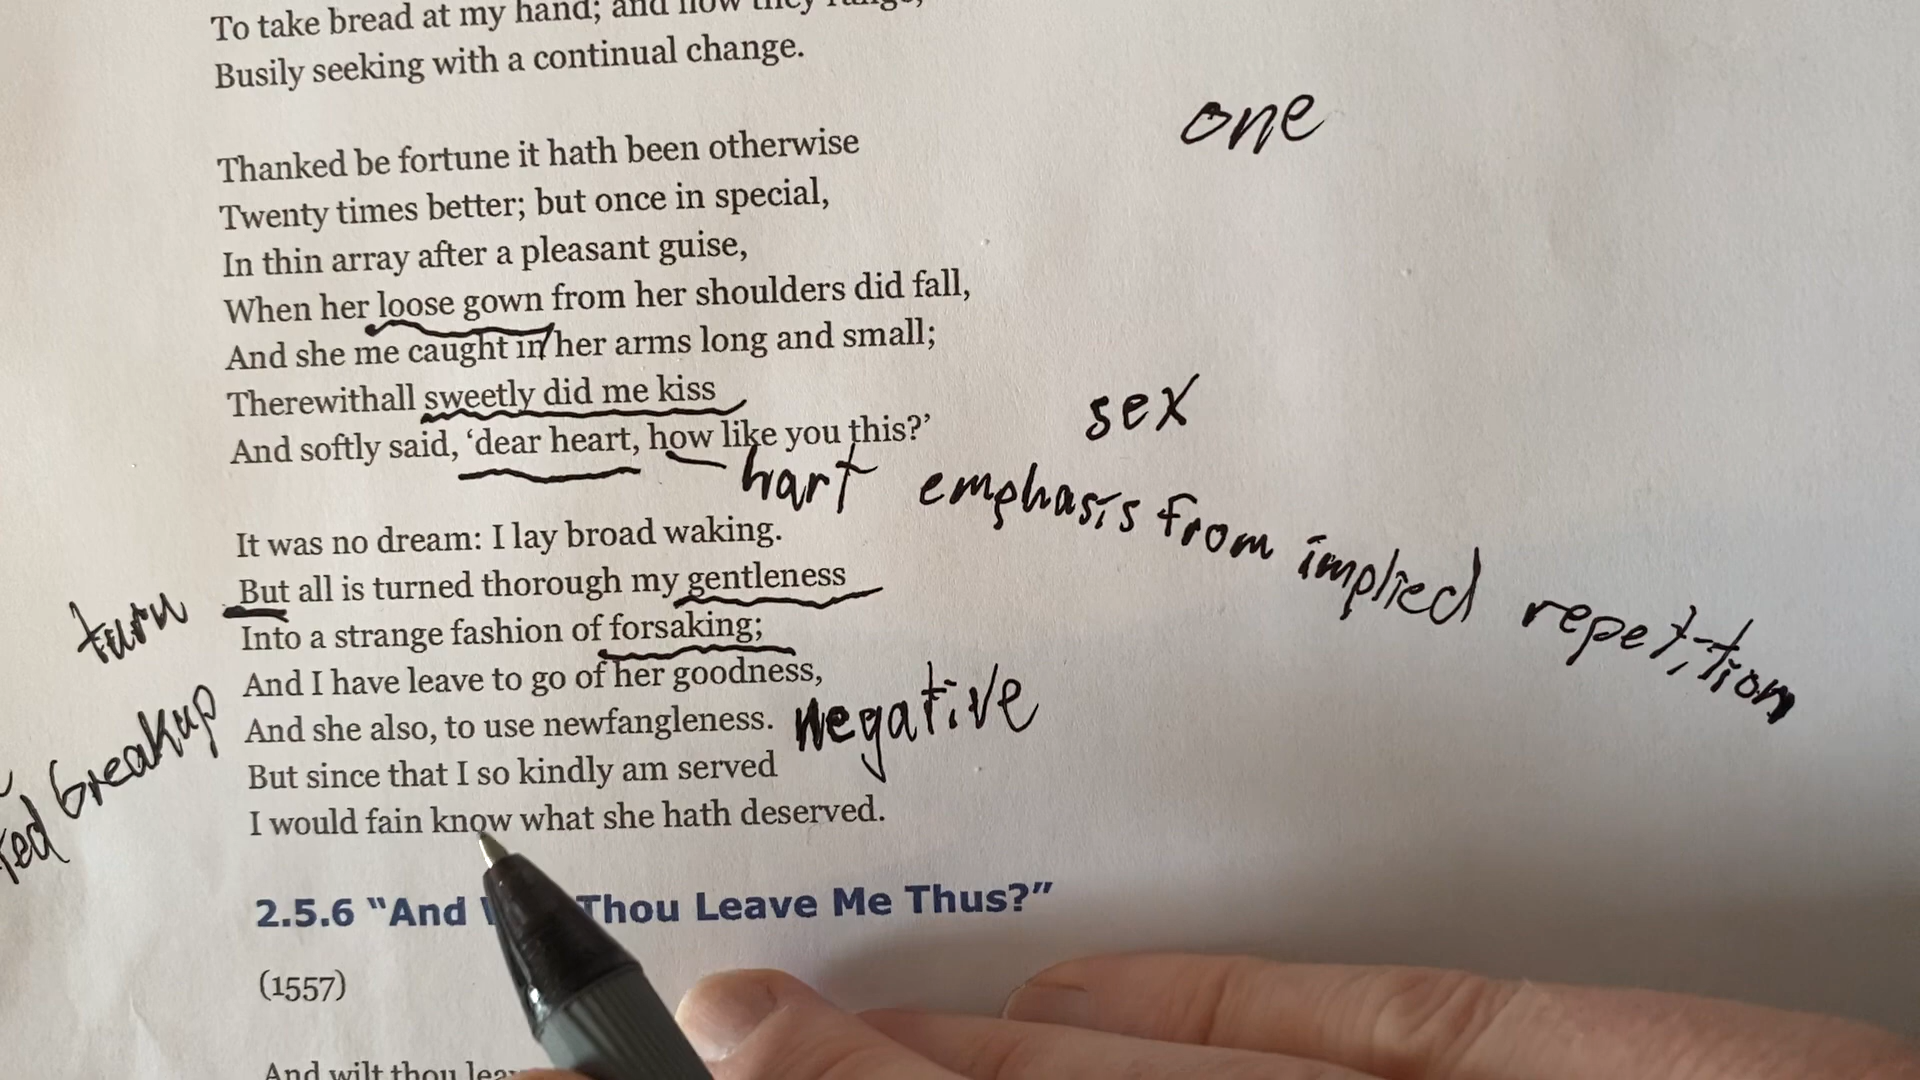 To take bread at my hand; and now they range,
Busily seeking with a continual change.
one
Thanked be fortune it hath been otherwise
Twenty times better; but once in special,
In thin array after a pleasant guise,
When her loose gown from her shoulders did fall,
And she me caught in her arms long and small;
Therewithall sweetly did me kiss
sex
And softly said, ‘dear heart, how like you this?’
hart emphasis from implied repetition
It was no dream: I lay broad waking.
turn
But all is turned thorough my gentleness
Into a strange fashion of forsaking;
And I have leave to go of her goodness,
And she also, to use newfangleness.
negative
breakup
But since that I so kindly am served
I would fain know what she hath deserved.
2.5.6 “And Thou Leave Me Thus?”
(1557)
And wilt thou